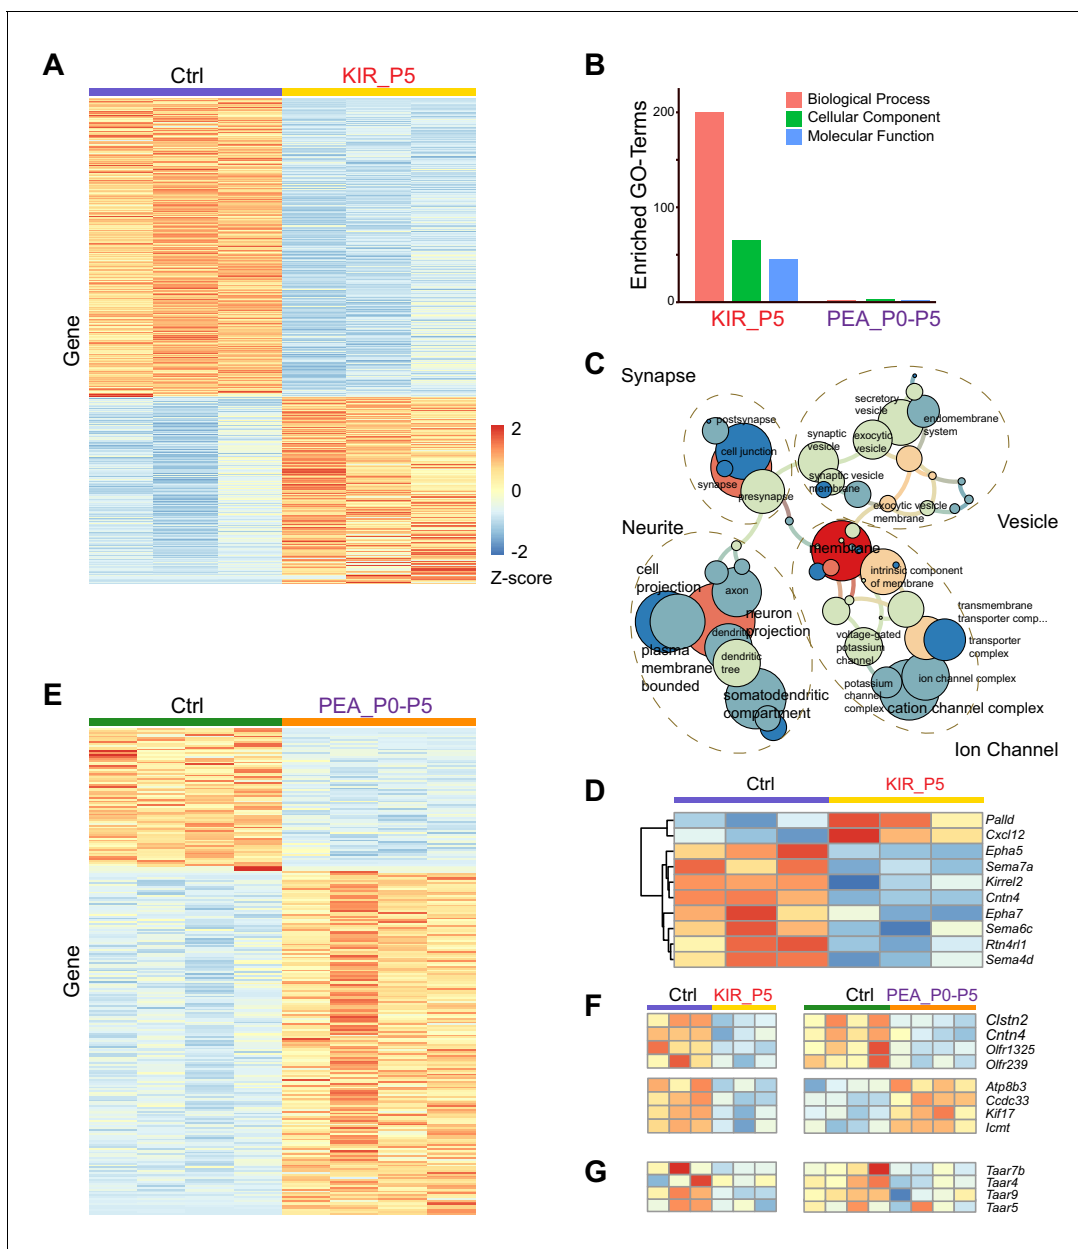 A
Ctrl
KIR_P5
Gene
2
0
-2
Z-score
B
Enriched GO-Terms
200
100
0
Biological Process
Cellular Component
Molecular Function
KIR_P5
PEA_P0-P5
C
Synapse
postsynapse
cell junction
synapse
presynapse
secretory
vesicle
endomembrane
system
synaptic
vesicle
exocytic
vesicle
synaptic vesicle
membrane
exocytic vesicle
membrane
Vesicle
Neurite
cell
projection
axon
neuron
projection
dendrite
plasma
membrane
bounded
dendritic
tree
somatodendritic
compartment
membrane
intrinsic component
of membrane
transmembrane
transporter comp...
voltage-gated
potassium
channel
transporter
complex
potassium
channel
complex
ion channel complex
cation channel complex
Ion Channel
D
Ctrl
KIR_P5
Palld
Cxcl12
Epha5
Sema7a
Kirrel2
Cntn4
Epha7
Sema6c
Rtn4rl1
Sema4d
E
Ctrl
PEA_P0-P5
Gene
F
Ctrl
KIR_P5
Ctrl
PEA_P0-P5
Clstn2
Cntn4
Olfr1325
Olfr239
Atp8b3
Ccdc33
Kif17
Icmt
G
Taar7b
Taar4
Taar9
Taar5